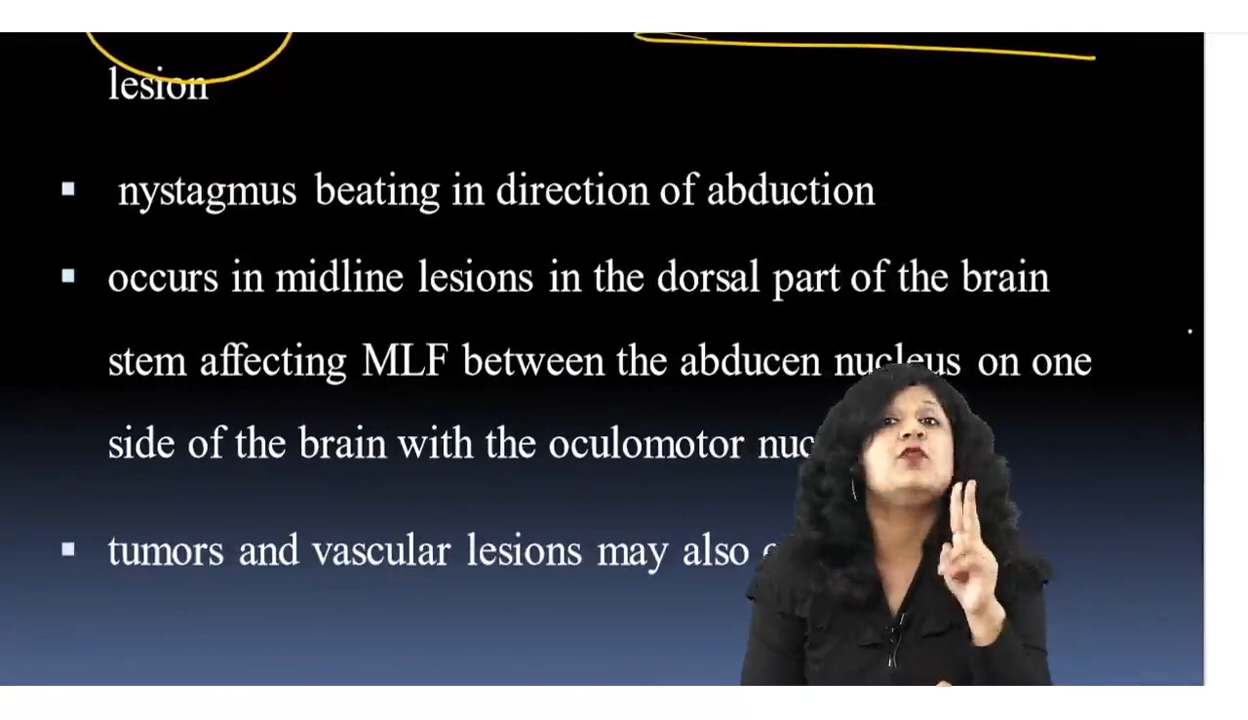 lesion
nystagmus beating in direction of abduction
occurs in midline lesions in the dorsal part of the brain
stem affecting MLF between the abducen nucleus on one
side of the brain with the oculomotor
tumors and vascular lesions may also